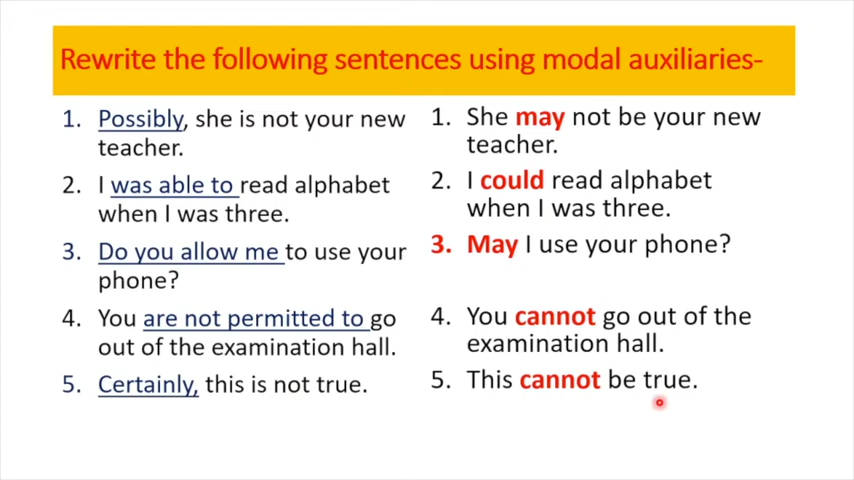 Rewrite the following sentences using modal auxiliaries-
1. Possibly, she is not your new
teacher.
2. I was able to read alphabet
when I was three.
3. Do you allow me to use your
phone?
4. You are not permitted to go
out of the examination hall.
5. Certainly, this is not true.
1. She may not be your new
teacher.
2. I could read alphabet
when I was three.
3. May I use your phone?
4. You cannot go out of the
examination hall.
5. This cannot be true.